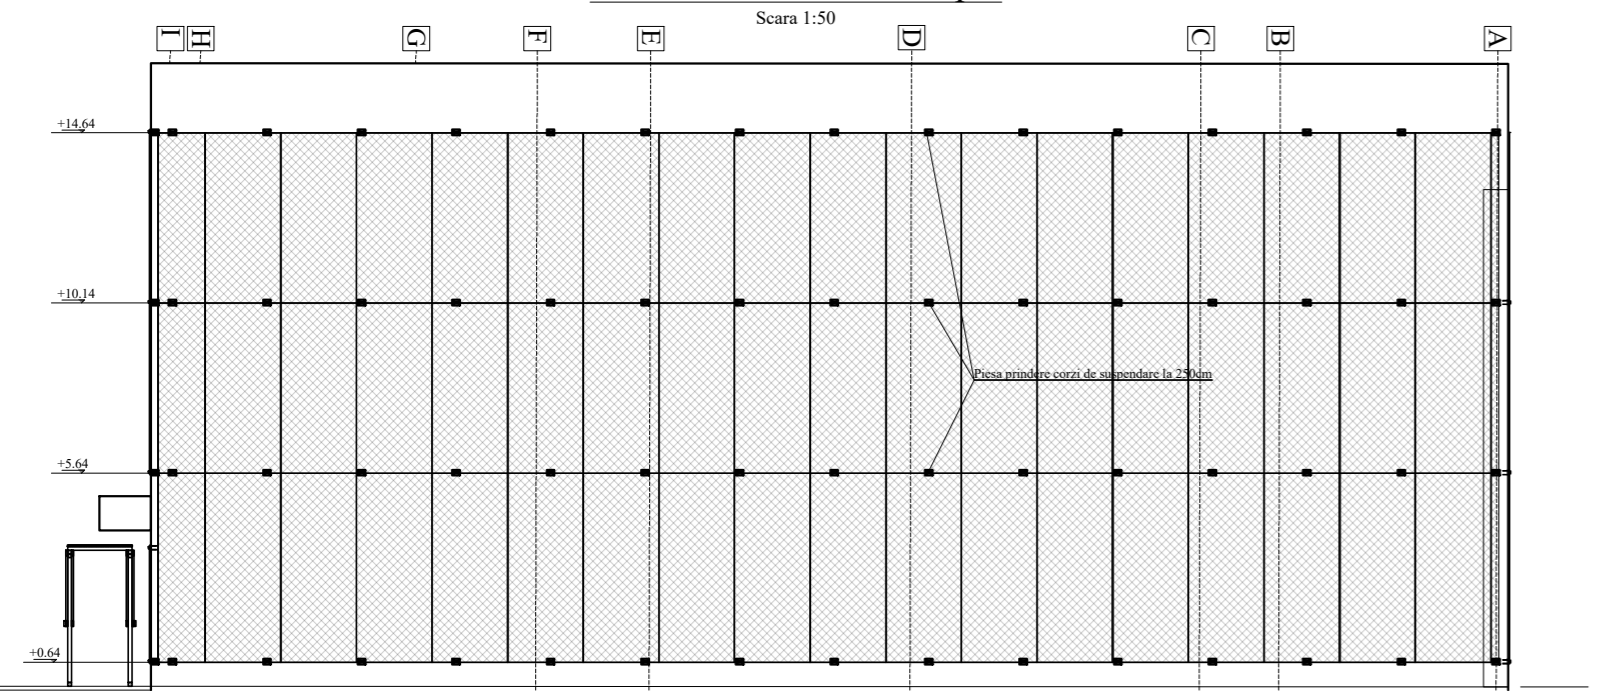 Scara 1:50
I H G F E D C B A
+14.64
+10.14
Piesa prindere corzi de suspendare la 250cm
+5.64
+0.64